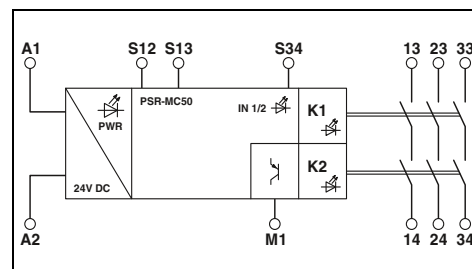 A1 S12 S13 S34 13 23 33
PSR-MC50 IN 1/2 K1
PWR
K2
24V DC
A2 M1 14 24 34